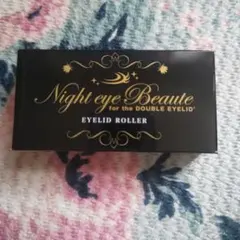 Night eye Beaute
for the DOUBLE EYELID
EYELID ROLLER